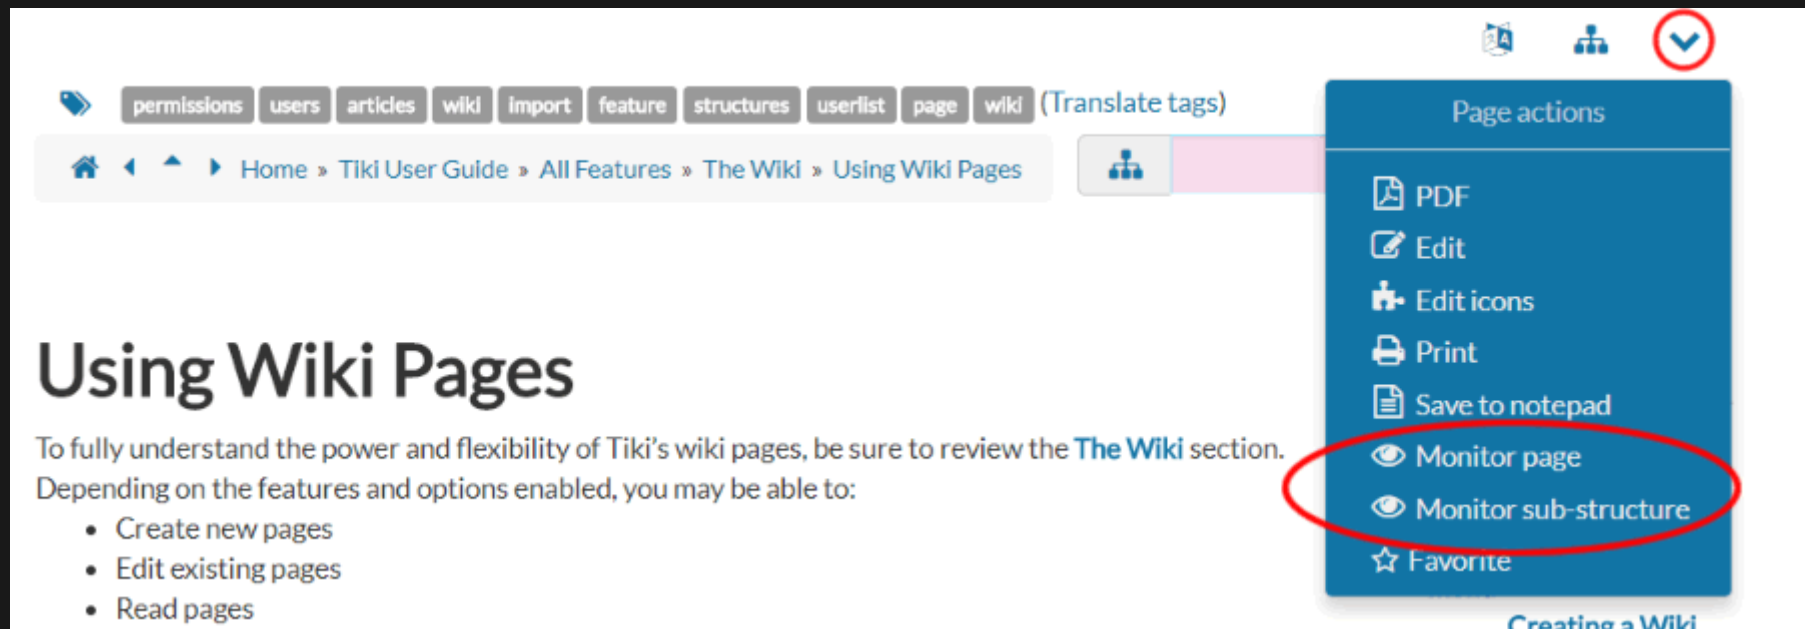 permissions users articles wiki import feature structures userlist page wiki (Translate tags)
Home » Tiki User Guide » All Features » The Wiki » Using Wiki Pages
Page actions
PDF
Edit
Edit icons
Print
Save to notepad
Monitor page
Monitor sub-structure
Favorite
Using Wiki Pages
To fully understand the power and flexibility of Tiki's wiki pages, be sure to review the The Wiki section.
Depending on the features and options enabled, you may be able to:
• Create new pages
• Edit existing pages
• Read pages
Creating a Wiki